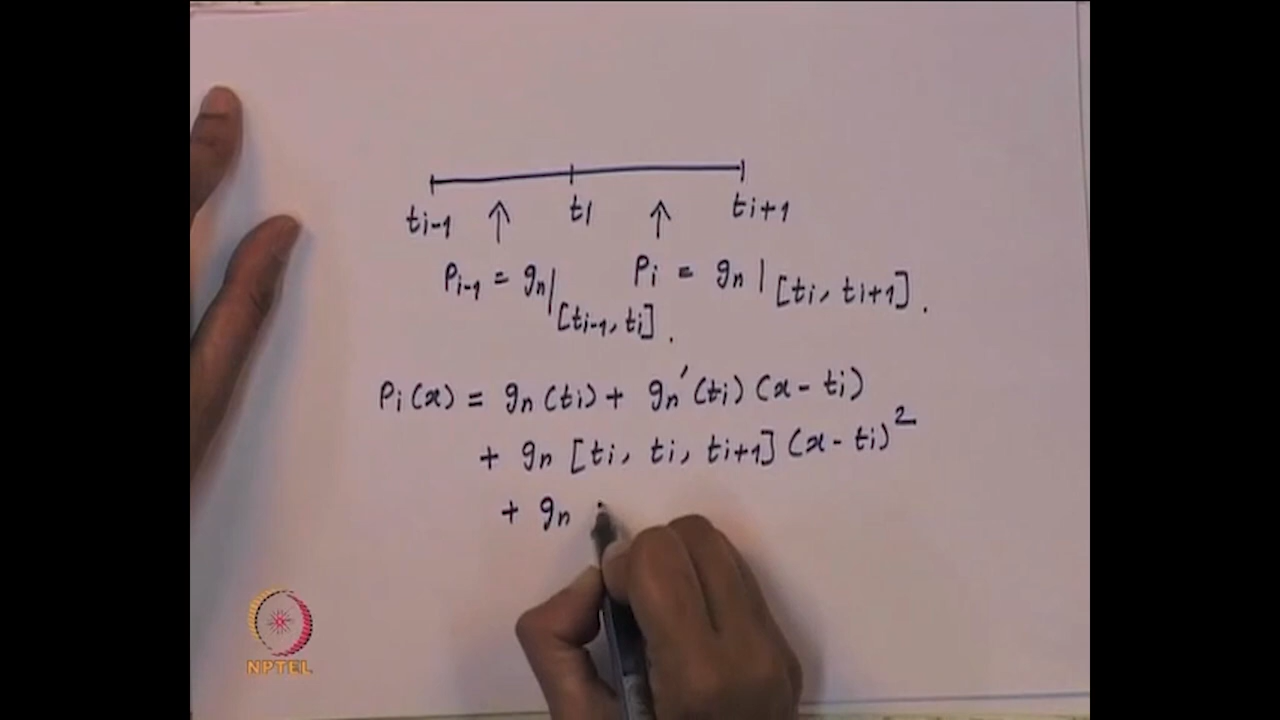 ti-1 ↑ ti ↑ ti+1
Pi-1 = gn| [ti-1, ti]. Pi = gn| [ti, ti+1].
Pi(x) = gn(ti) + gn'(ti)(x - ti)
+ gn [ti, ti, ti+1](x - ti)²
+ gn
NPTEL